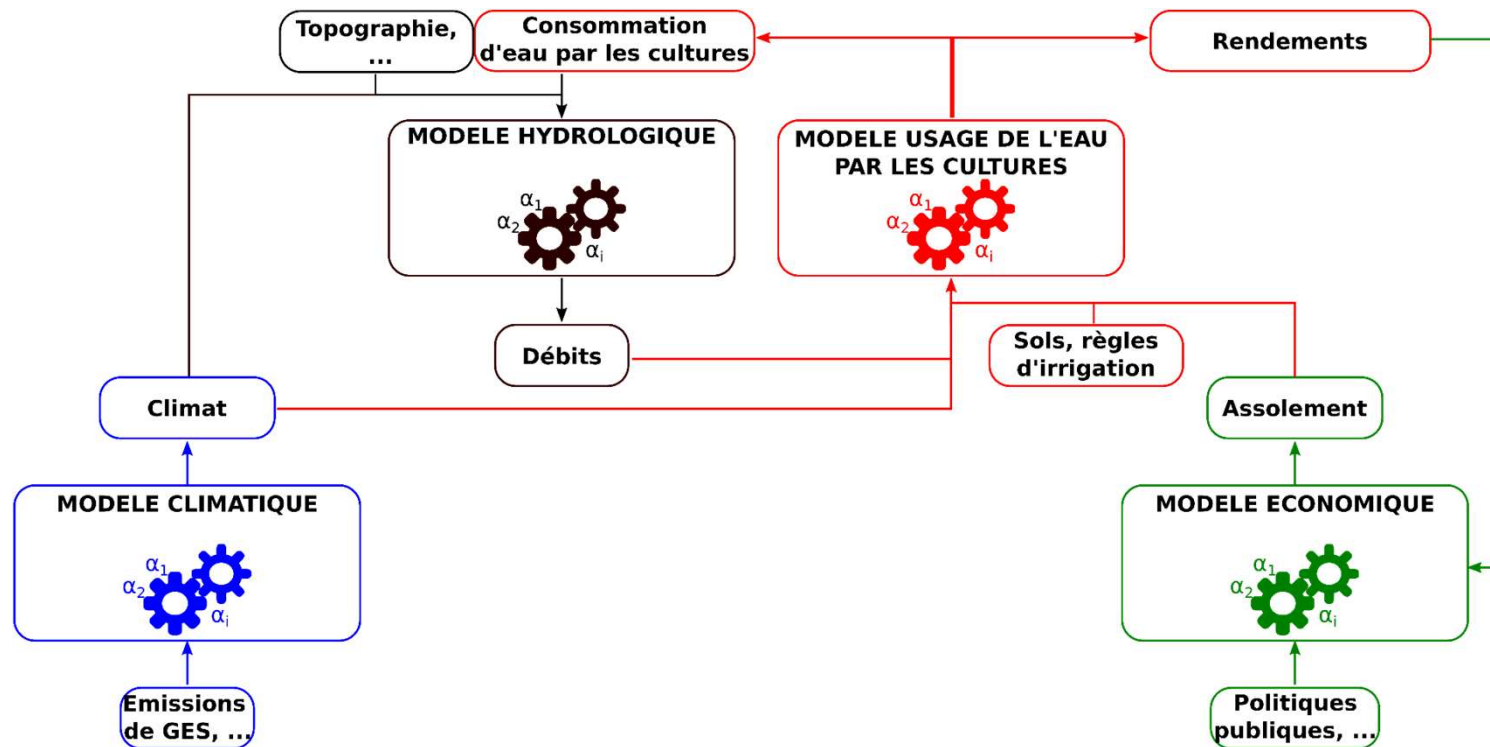 Topographie,
...
Consommation
d'eau par les cultures
Rendements
MODELE HYDROLOGIQUE
α1
α2
αi
MODELE USAGE DE L'EAU
PAR LES CULTURES
α1
α2
αi
Débits
Sols, règles
d'irrigation
Climat
Assolement
MODELE CLIMATIQUE
α1
α2
αi
MODELE ECONOMIQUE
α1
α2
αi
Emissions
de GES, ...
Politiques
publiques, ...